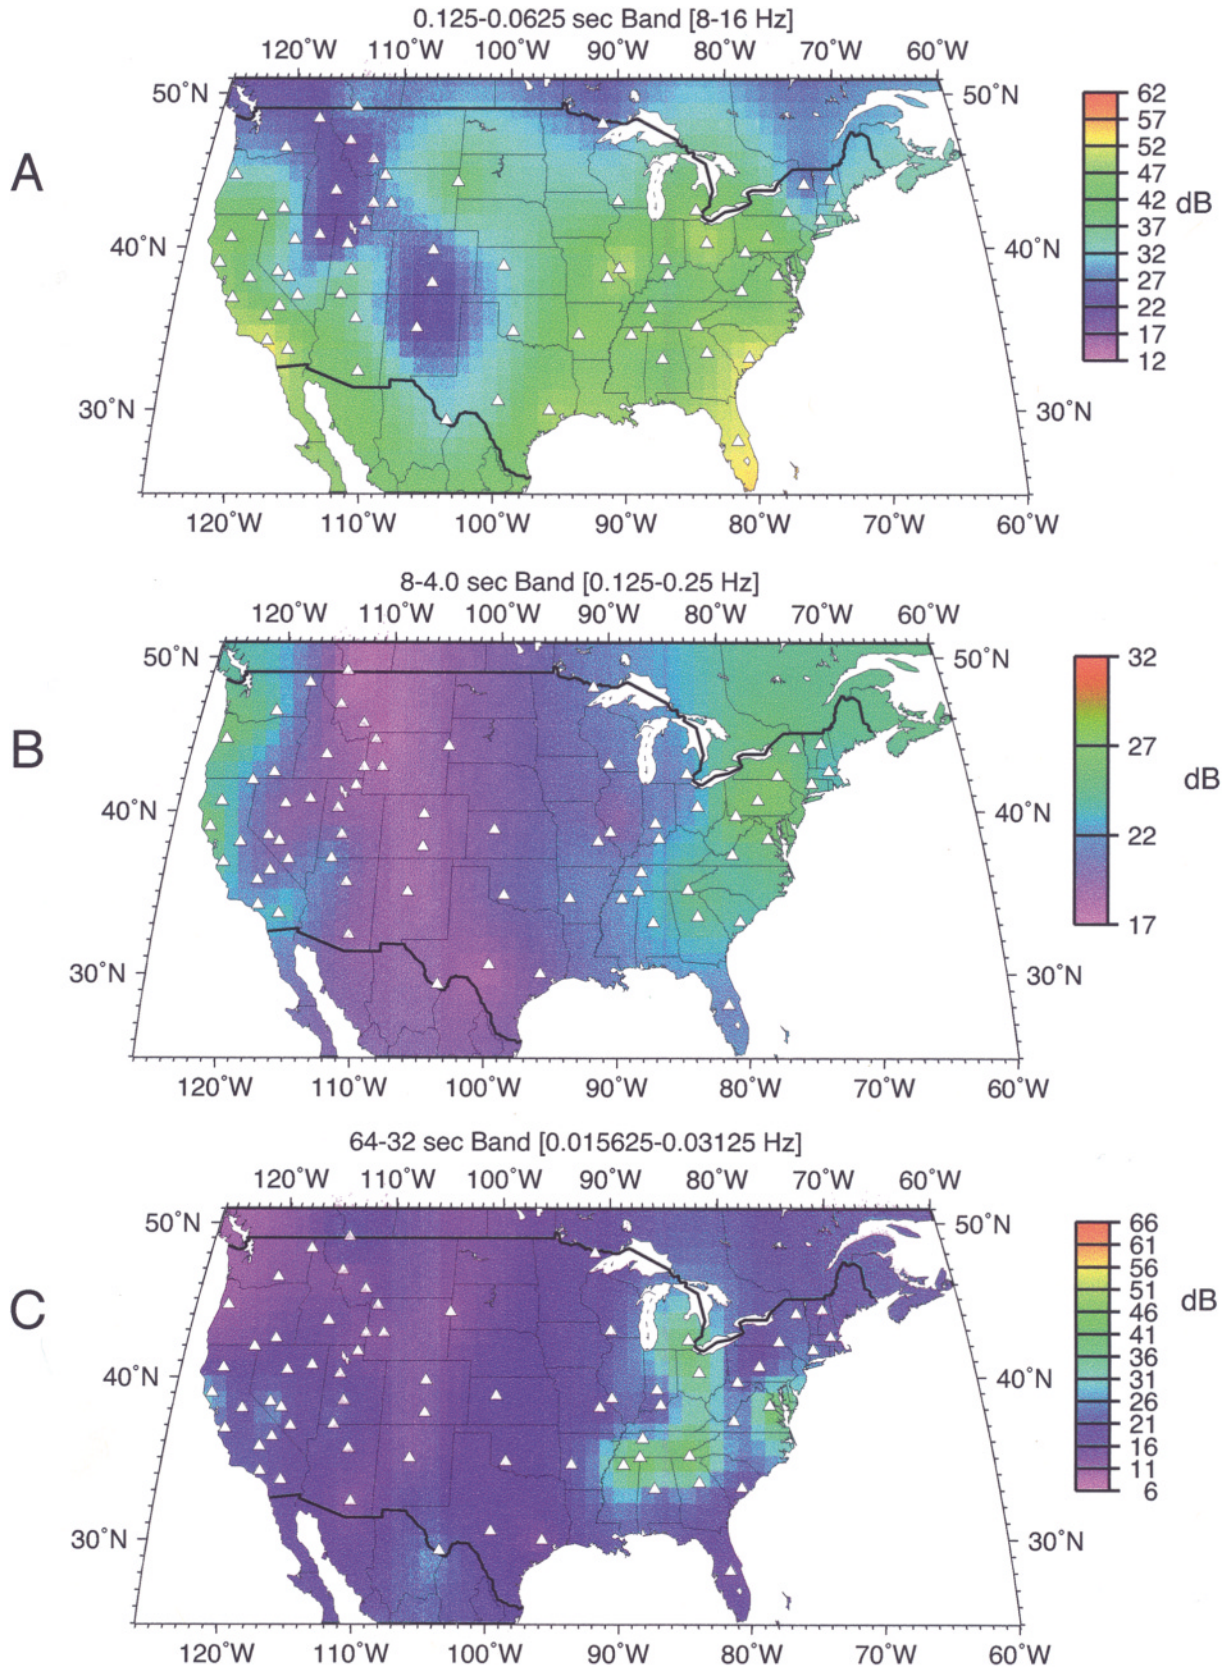 0.125-0.0625 sec Band [8-16 Hz]
120°W 110°W 100°W 90°W 80°W 70°W 60°W
50°N
50°N
A
40°N
40°N
30°N
30°N
120°W 110°W 100°W 90°W 80°W 70°W 60°W
62
57
52
47
42
37
32
27
22
17
12
dB
8-4.0 sec Band [0.125-0.25 Hz]
120°W 110°W 100°W 90°W 80°W 70°W 60°W
50°N
50°N
B
40°N
40°N
30°N
30°N
120°W 110°W 100°W 90°W 80°W 70°W 60°W
32
27
22
17
dB
64-32 sec Band [0.015625-0.03125 Hz]
120°W 110°W 100°W 90°W 80°W 70°W 60°W
50°N
50°N
C
40°N
40°N
30°N
30°N
120°W 110°W 100°W 90°W 80°W 70°W 60°W
66
61
56
51
46
41
36
31
26
21
16
11
6
dB